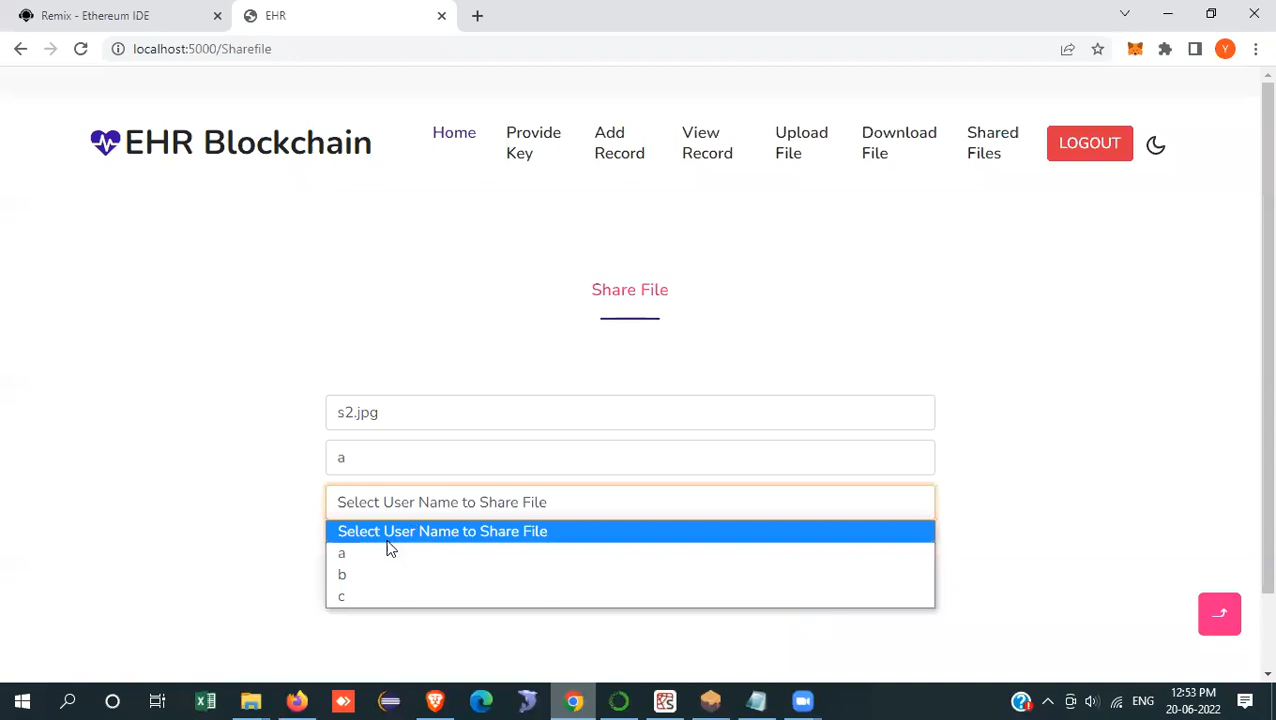 Remix - Ethereum IDE
EHR
localhost:5000/Sharefile
Y
EHR Blockchain
Home
Provide
Key
Add
Record
View
Record
Upload
File
Download
File
Shared
Files
LOGOUT
Share File
s2.jpg
a
Select User Name to Share File
Select User Name to Share File
a
b
c
ENG
12:53 PM
20-06-2022